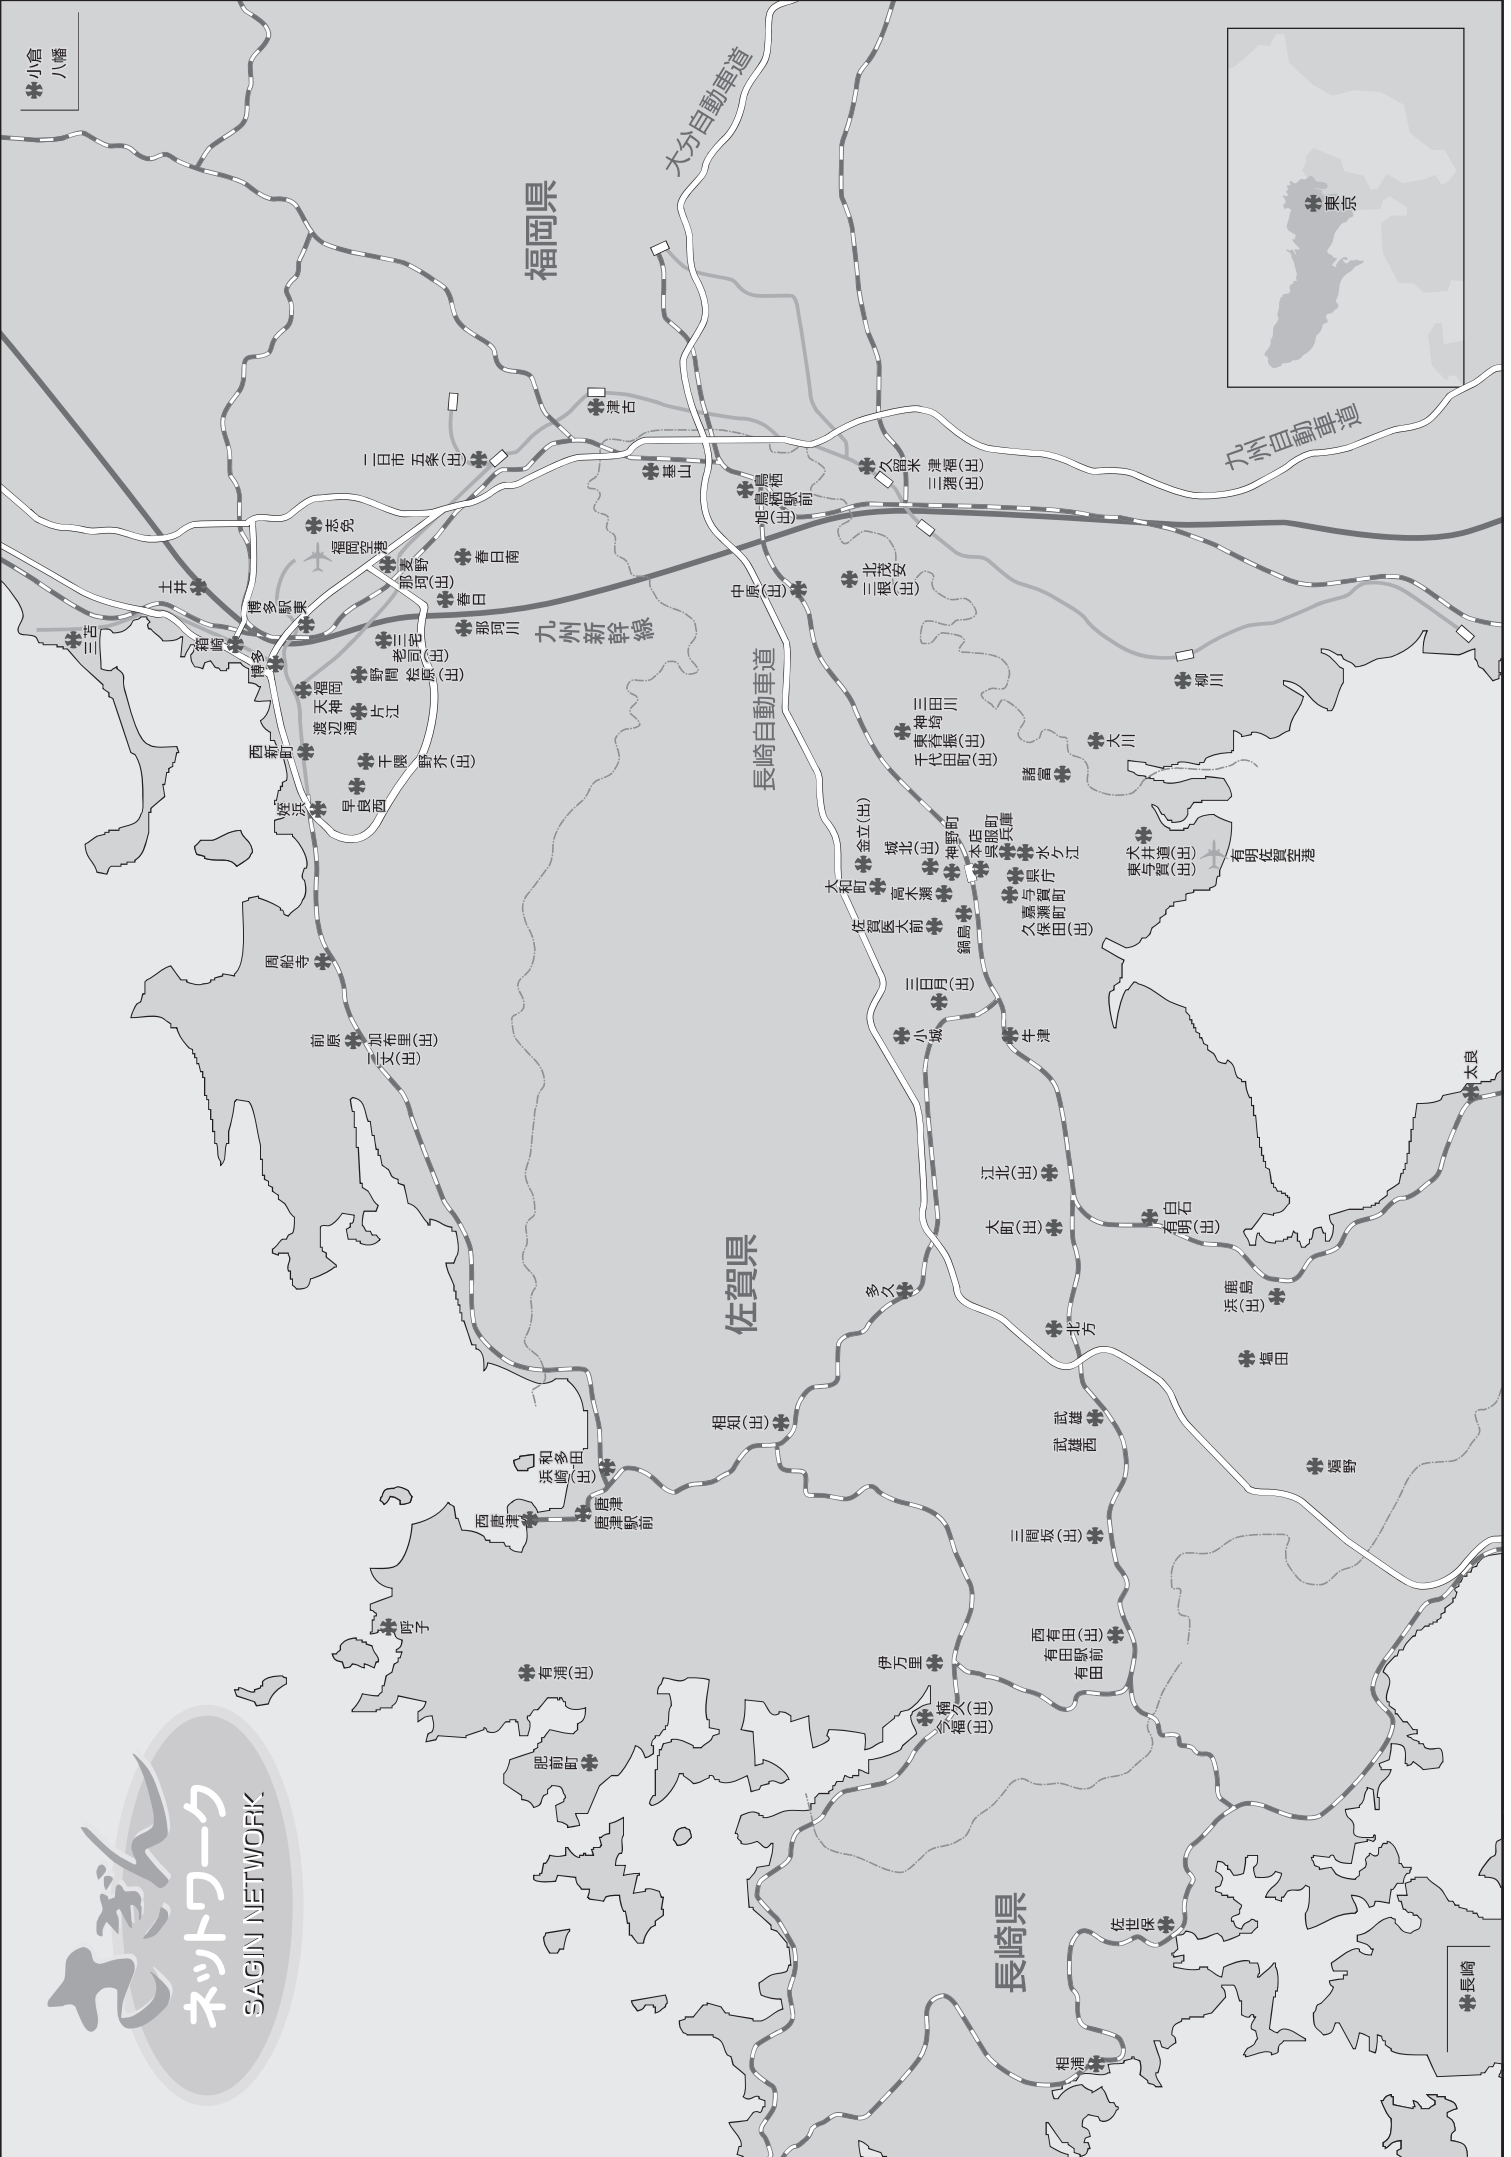 さぎん
ネットワーク
SAGIN NETWORK
小倉
八幡
福岡県
佐賀県
長崎県
大分自動車道
九州自動車道
長崎自動車道
九州新幹線
東京
呼子
有浦(出)
肥前町
西唐津
唐津
唐津駅前
和多田
浜崎(出)
相知(出)
多久
伊万里
楠久(出)
今福(出)
西有田(出)
有田駅前
有田
三間坂(出)
武雄
武雄西
北方
大町(出)
江北(出)
白石
有明(出)
鹿島
浜(出)
塩田
嬉野
太良
佐世保
相浦
長崎
前原
加布里(出)
二丈(出)
周船寺
姪浜
早良西
西新町
干隈
野芥(出)
福岡
天神
渡辺通
片江
野間
桧原(出)
三宅
老司(出)
博多
箱崎
博多駅東
三苫
土井
志免
福岡空港
麦野
那珂(出)
春日南
春日
那珂川
二日市
五条(出)
津古
基山
鳥栖
鳥栖駅前
旭(出)
久留米
津福(出)
三潴(出)
中原(出)
北茂安
三根(出)
三田川
神埼
東脊振(出)
千代田町(出)
柳川
大川
諸富
金立(出)
大和町
城北(出)
高木瀬
神野町
佐賀医大前
鍋島
本店
呉服町
兵庫
水ケ江
県庁
与賀町
嘉瀬町
久保田(出)
犬井道(出)
東与賀(出)
有明佐賀空港
三日月(出)
小城
牛津